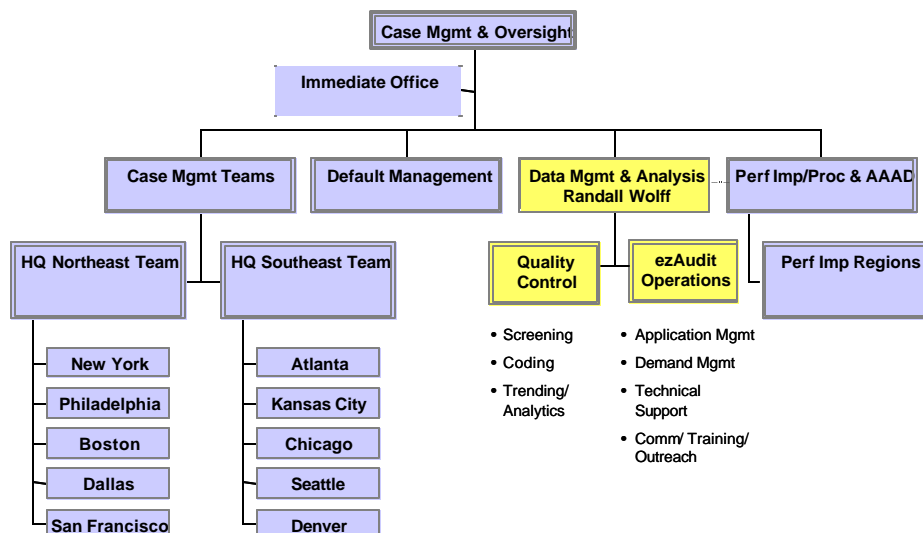 Case Mgmt & Oversight
Immediate Office
Case Mgmt Teams
Default Management
Data Mgmt & Analysis
Randall Wolff
Perf Imp/Proc & AAAD
HQ Northeast Team
HQ Southeast Team
Quality
Control
ezAudit
Operations
Perf Imp Regions
• Screening
• Coding
• Trending/
Analytics
• Application Mgmt
• Demand Mgmt
• Technical
Support
• Comm/ Training/
Outreach
New York
Philadelphia
Boston
Dallas
San Francisco
Atlanta
Kansas City
Chicago
Seattle
Denver